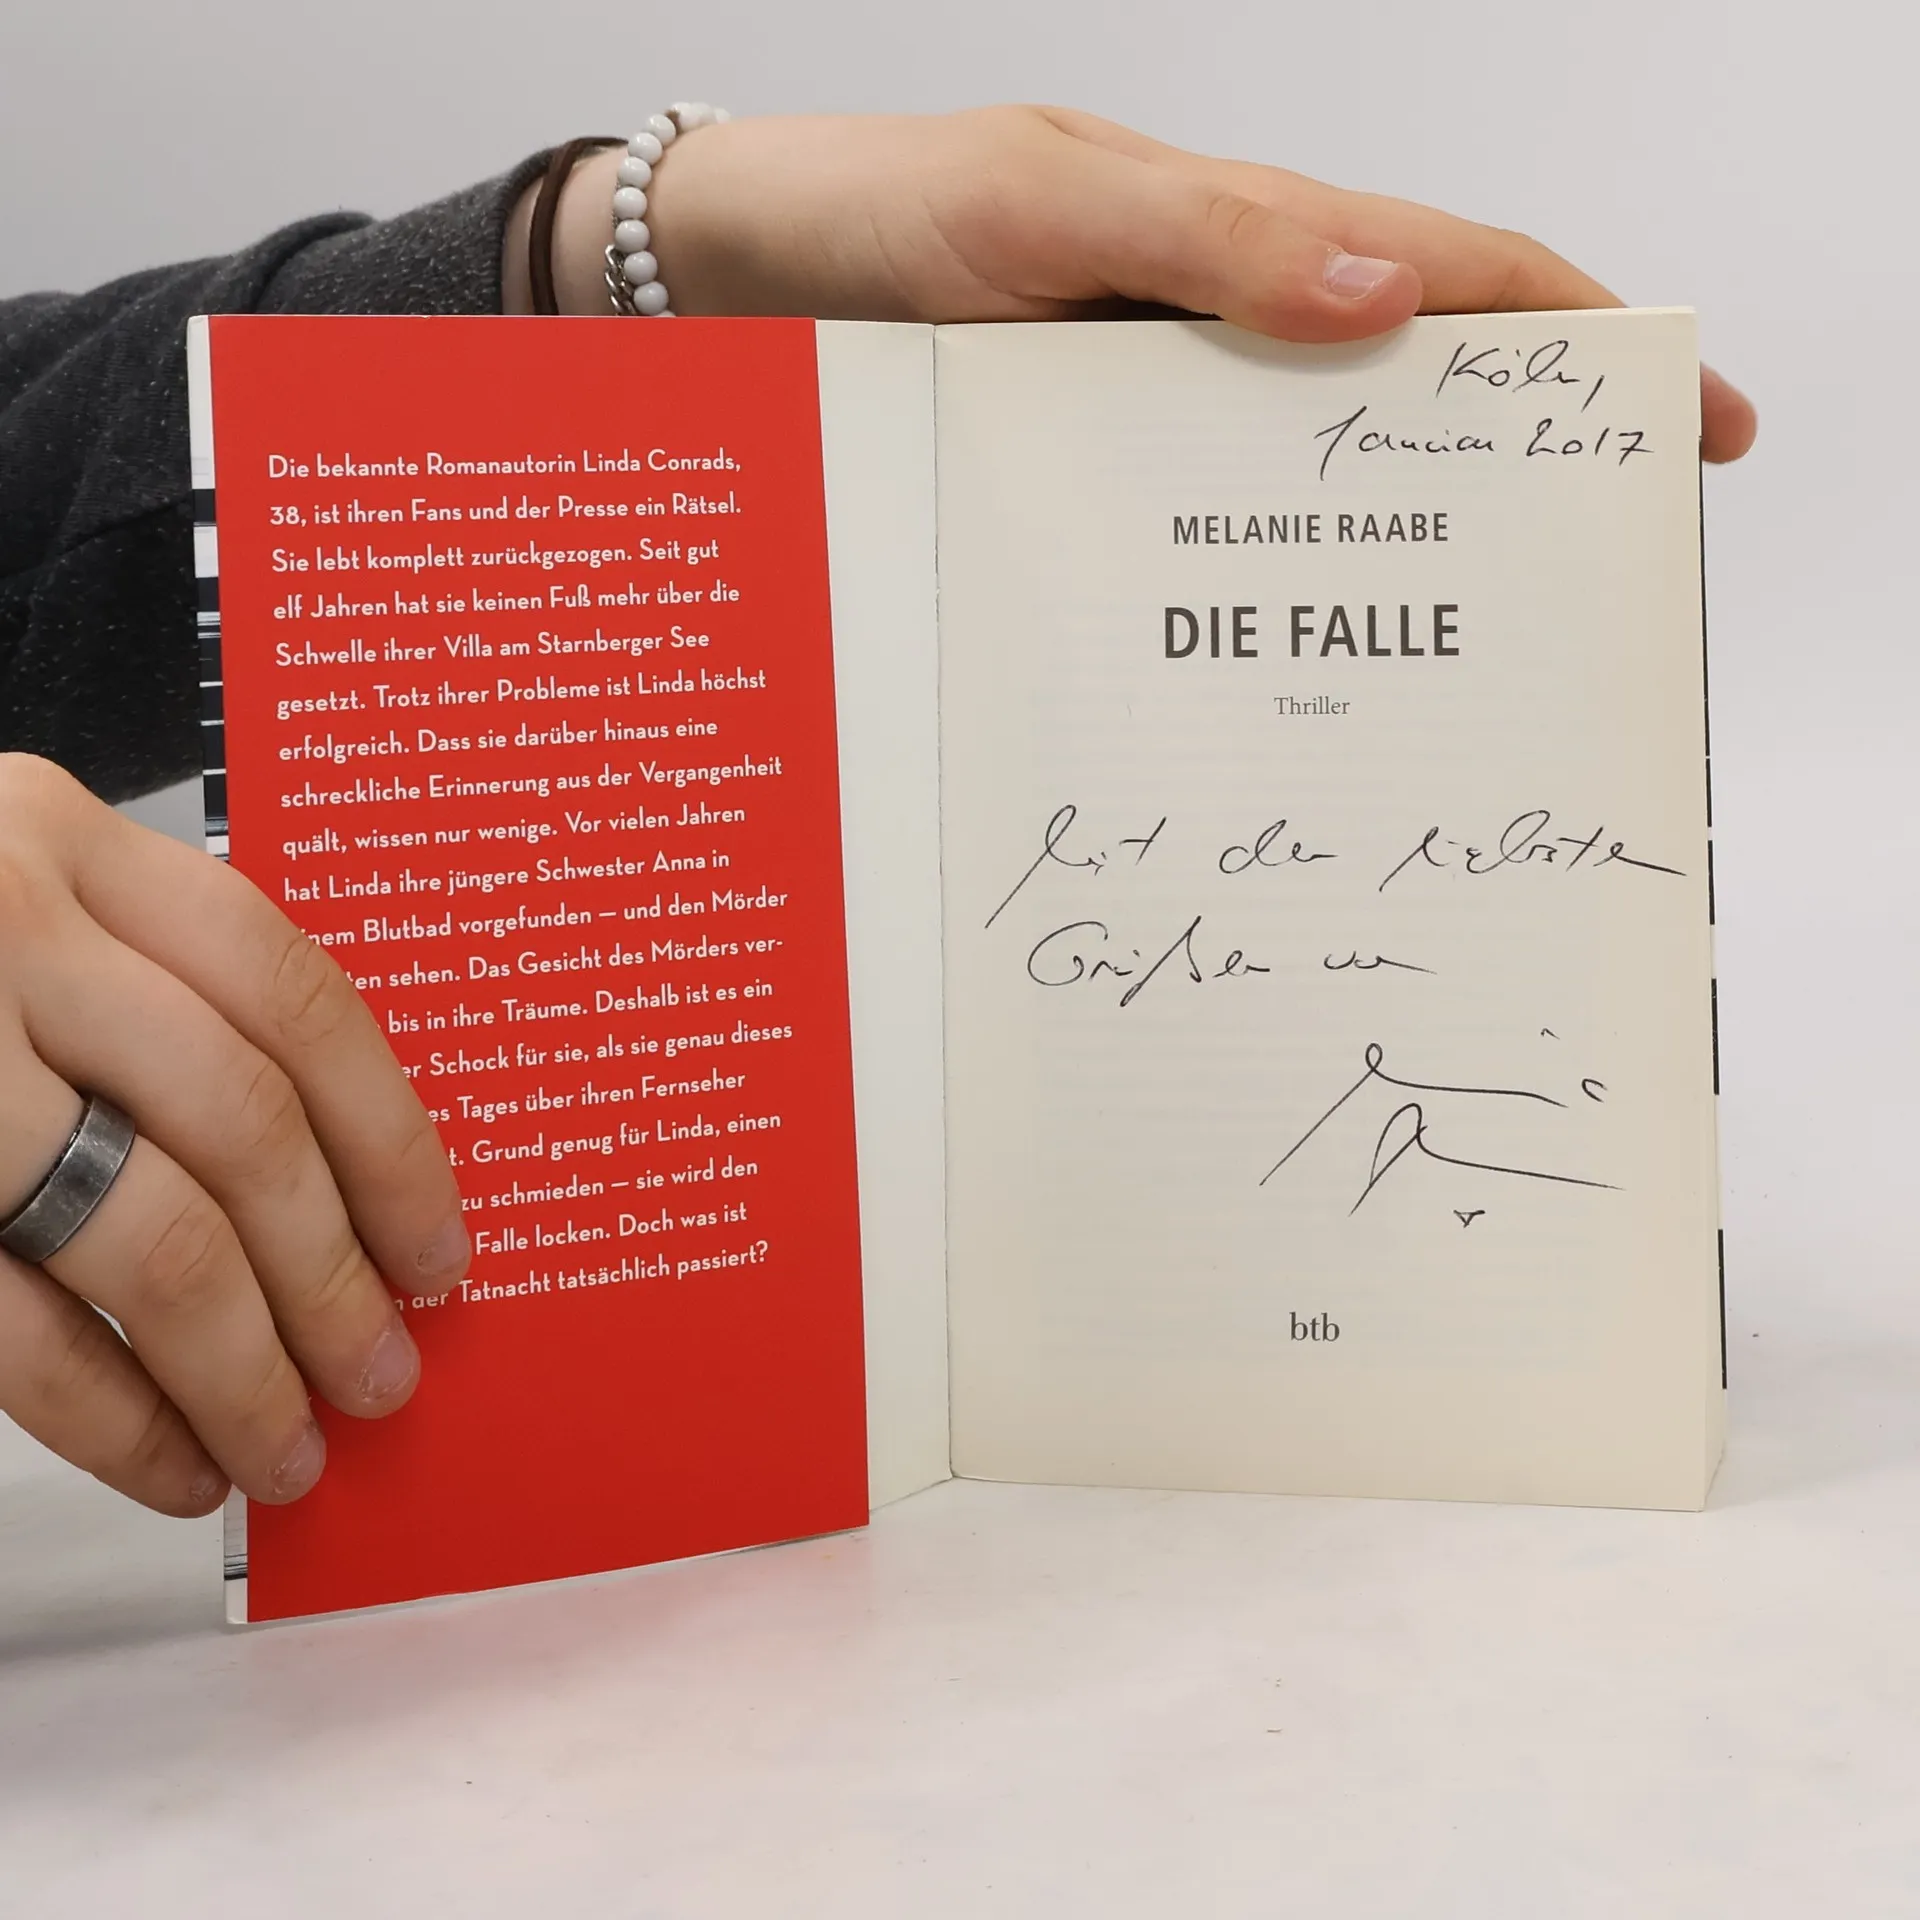 Die bekannte Romanautorin Linda Conrads,
38, ist ihren Fans und der Presse ein Rätsel.
Sie lebt komplett zurückgezogen. Seit gut
elf Jahren hat sie keinen Fuß mehr über die
Schwelle ihrer Villa am Starnberger See
gesetzt. Trotz ihrer Probleme ist Linda höchst
erfolgreich. Dass sie darüber hinaus eine
schreckliche Erinnerung aus der Vergangenheit
quält, wissen nur wenige. Vor vielen Jahren
hat Linda ihre jüngere Schwester Anna in
Blutbad vorgefunden – und den Mörder
sehen. Das Gesicht des Mörders ver-
bis in ihre Träume. Deshalb ist es ein
Schock für sie, als sie genau dieses
Tages über ihren Fernseher
Grund genug für Linda, einen
zu schmieden – sie wird den
Falle locken. Doch was ist
der Tatnacht tatsächlich passiert?
Köln,
Januar 2017
MELANIE RAABE
DIE FALLE
Thriller
Mit den liebsten
Grüßen von
btb